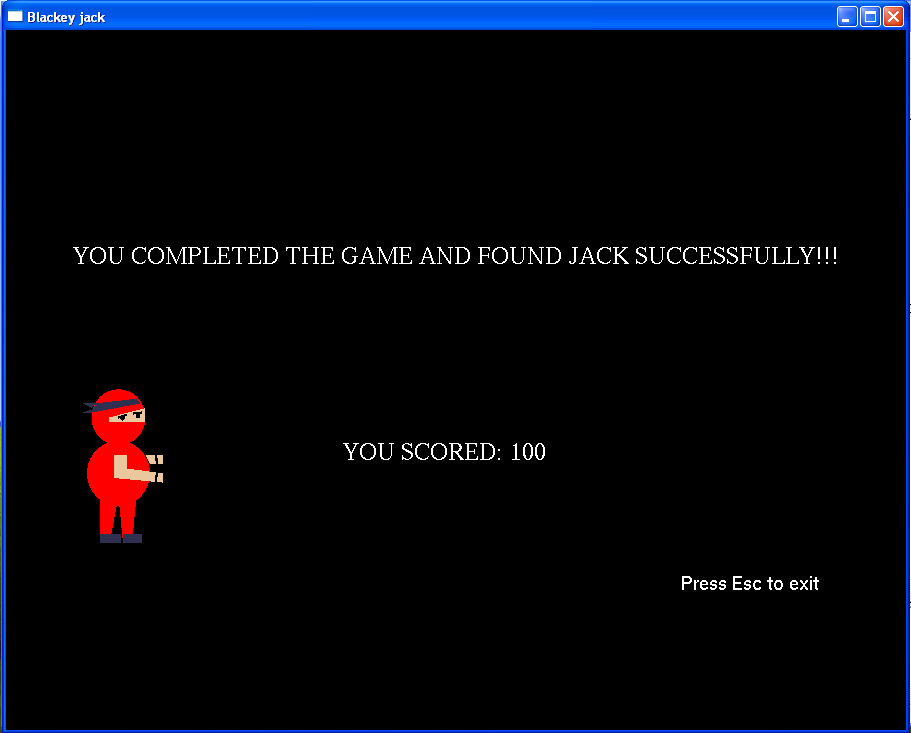 Blackey jack
YOU COMPLETED THE GAME AND FOUND JACK SUCCESSFULLY!!!
YOU SCORED: 100
Press Esc to exit